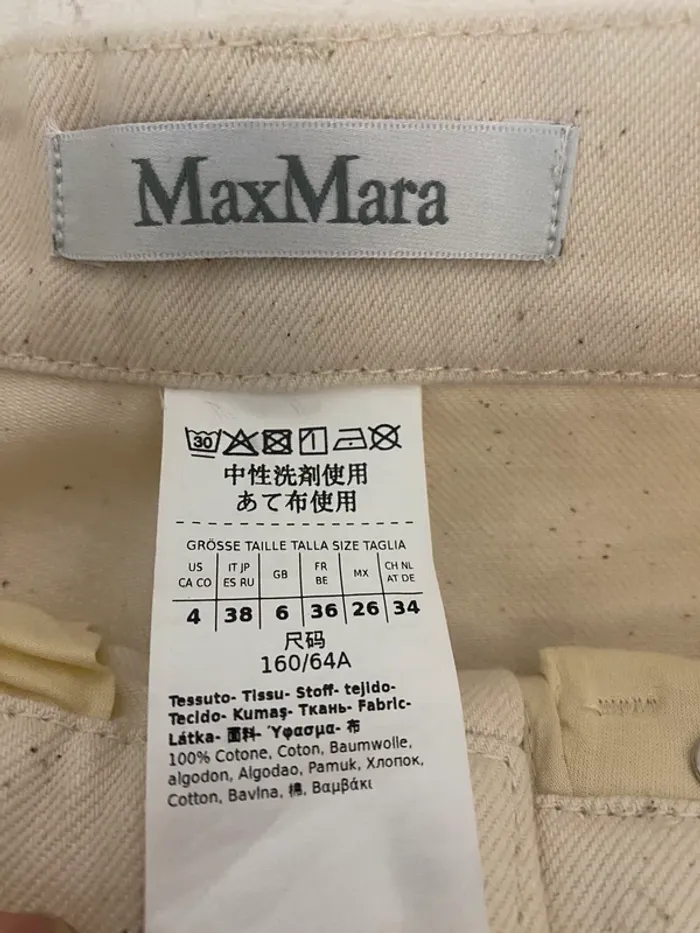 MaxMara
30
中性洗剤使用
あて布使用
GRÖSSE TAILLE TALLA SIZE TAGLIA
US CA CO | IT JP ES RU | GB | FR BE | MX | CH NL AT DE
4 | 38 | 6 | 36 | 26 | 34
尺码
160/64A
Tessuto- Tissu- Stoff- tejido-
Tecido- Kumaş- Ткань- Fabric-
Látka- 面料- Ύφασμα- 布
100% Cotone, Coton, Baumwolle,
algodon, Algodao, Pamuk, Хлопок,
Cotton, Bavlna, 棉, Βαμβάκι